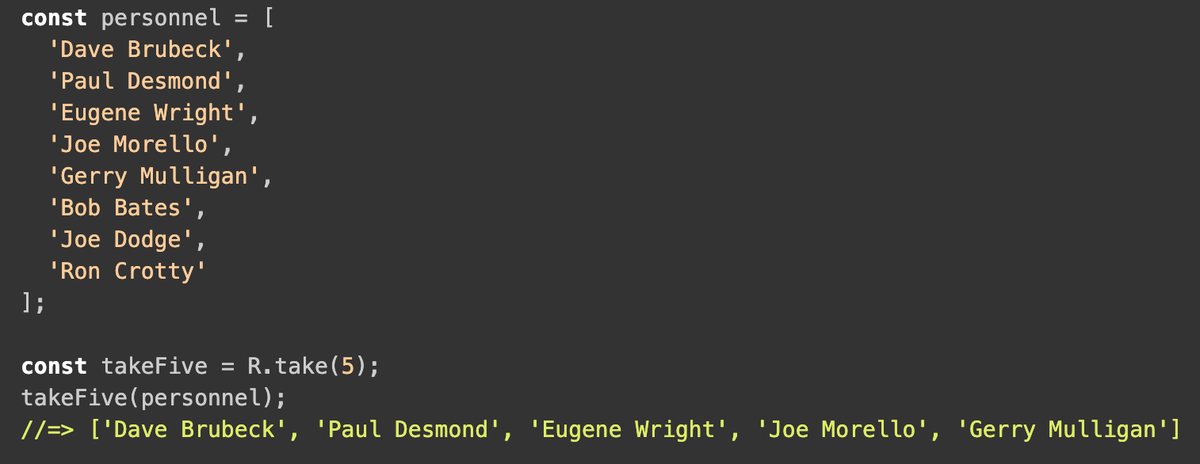 const personnel = [
  'Dave Brubeck',
  'Paul Desmond',
  'Eugene Wright',
  'Joe Morello',
  'Gerry Mulligan',
  'Bob Bates',
  'Joe Dodge',
  'Ron Crotty'
];
const takeFive = R.take(5);
takeFive(personnel);
//=> ['Dave Brubeck', 'Paul Desmond', 'Eugene Wright', 'Joe Morello', 'Gerry Mulligan']